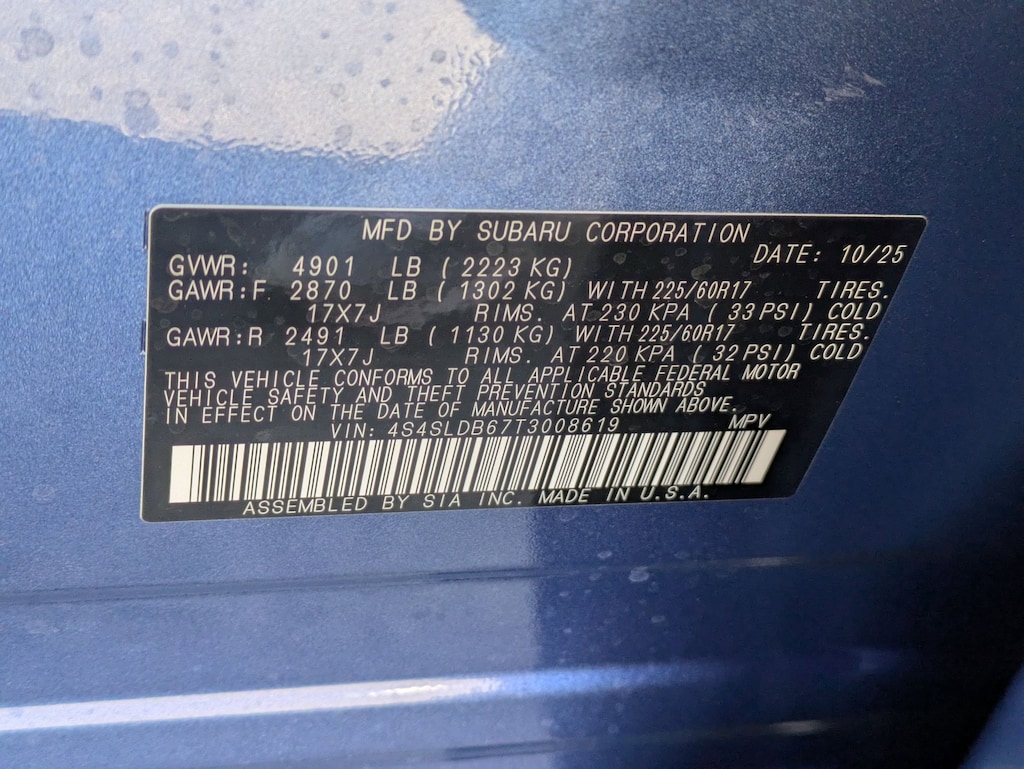 MFD BY SUBARU CORPORATION
DATE: 10/25
GVWR: 4901 LB (2223 KG)
GAWR:F 2870 LB (1302 KG) WITH 225/60R17 TIRES.
17X7J RIMS. AT 230 KPA (33 PSI) COLD
GAWR:R 2491 LB (1130 KG) WITH 225/60R17 TIRES.
17X7J RIMS. AT 220 KPA (32 PSI) COLD
THIS VEHICLE CONFORMS TO ALL APPLICABLE FEDERAL MOTOR
VEHICLE SAFETY AND THEFT PREVENTION STANDARDS
IN EFFECT ON THE DATE OF MANUFACTURE SHOWN ABOVE.
VIN: 4S4SLDB67T3008619 MPV
ASSEMBLED BY SIA INC. MADE IN U.S.A.